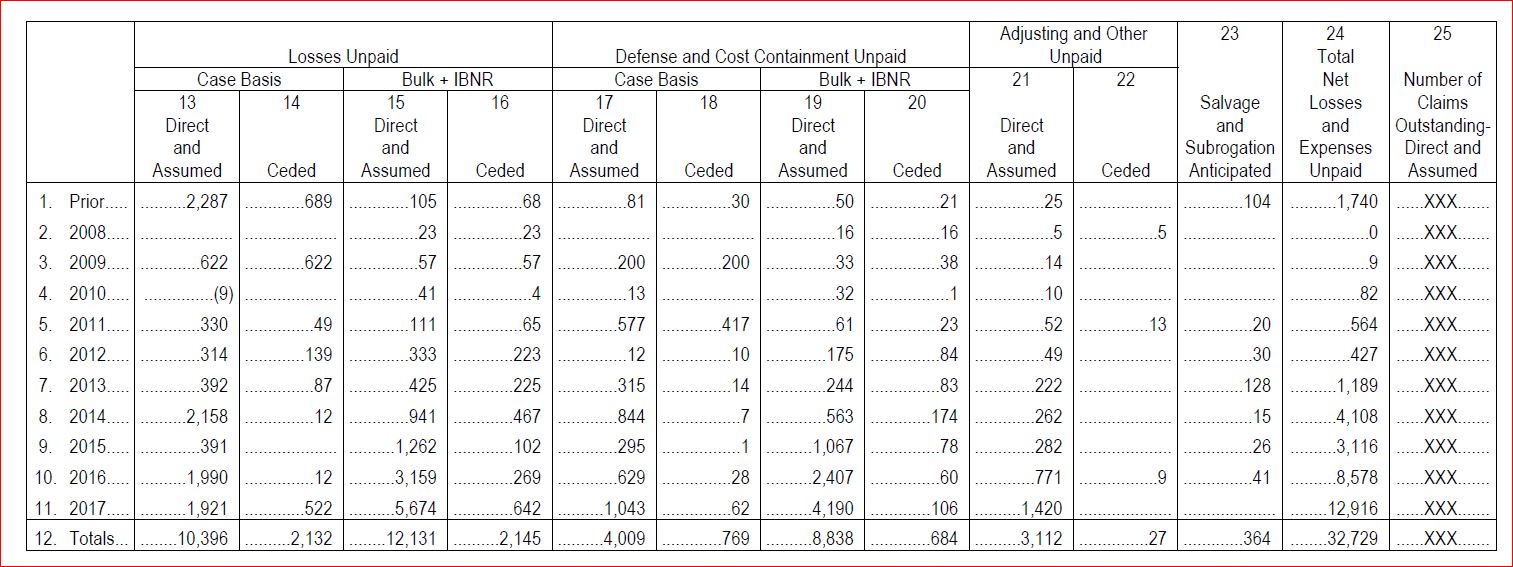 Adjusting and Other 23 24 25
Losses Unpaid Defense and Cost Containment Unpaid Unpaid Total
Case Basis Bulk + IBNR Case Basis Bulk + IBNR 21 22 Net Number of
13 14 15 16 17 18 19 20 Salvage Losses Claims
Direct Direct Direct Direct Direct and and Outstanding-
and and and and and Subrogation Expenses Direct and
Assumed Ceded Assumed Ceded Assumed Ceded Assumed Ceded Assumed Ceded Anticipated Unpaid Assumed
1. Prior..... ..........2,287 .............689 .............105 ...............68 ...............81 ...............30 ...............50 ...............21 ...............25 .................. .............104 ..........1,740 ......XXX.......
2. 2008..... .................. .................. ...............23 ...............23 .................. .................. ...............16 ...............16 .................5 .................5 .................. .................0 ......XXX.......
3. 2009..... .............622 .............622 ...............57 ...............57 .............200 .............200 ...............33 ...............38 ...............14 .................. .................. .................9 ......XXX.......
4. 2010..... ...............(9) .................. ...............41 .................4 ...............13 .................. ...............32 .................1 ...............10 .................. .................. ...............82 ......XXX.......
5. 2011..... .............330 ...............49 .............111 ...............65 .............577 .............417 ...............61 ...............23 ...............52 ...............13 ...............20 .............564 ......XXX.......
6. 2012..... .............314 .............139 .............333 .............223 ...............12 ...............10 .............175 ...............84 ...............49 .................. ...............30 .............427 ......XXX.......
7. 2013..... .............392 ...............87 .............425 .............225 .............315 ...............14 .............244 ...............83 .............222 .................. .............128 ..........1,189 ......XXX.......
8. 2014..... ..........2,158 ...............12 .............941 .............467 .............844 .................7 .............563 .............174 .............262 .................. ...............15 ..........4,108 ......XXX.......
9. 2015..... .............391 .................. ..........1,262 .............102 .............295 .................1 ..........1,067 ...............78 .............282 .................. ...............26 ..........3,116 ......XXX.......
10. 2016..... ..........1,990 ...............12 ..........3,159 .............269 .............629 ...............28 ..........2,407 ...............60 .............771 .................9 ...............41 ..........8,578 ......XXX.......
11. 2017..... ..........1,921 .............522 ..........5,674 .............642 ..........1,043 ...............62 ..........4,190 .............106 ..........1,420 .................. .................. ........12,916 ......XXX.......
12. Totals... ........10,396 ..........2,132 ........12,131 ..........2,145 ..........4,009 .............769 ..........8,838 .............684 ..........3,112 ...............27 .............364 ........32,729 ......XXX.......